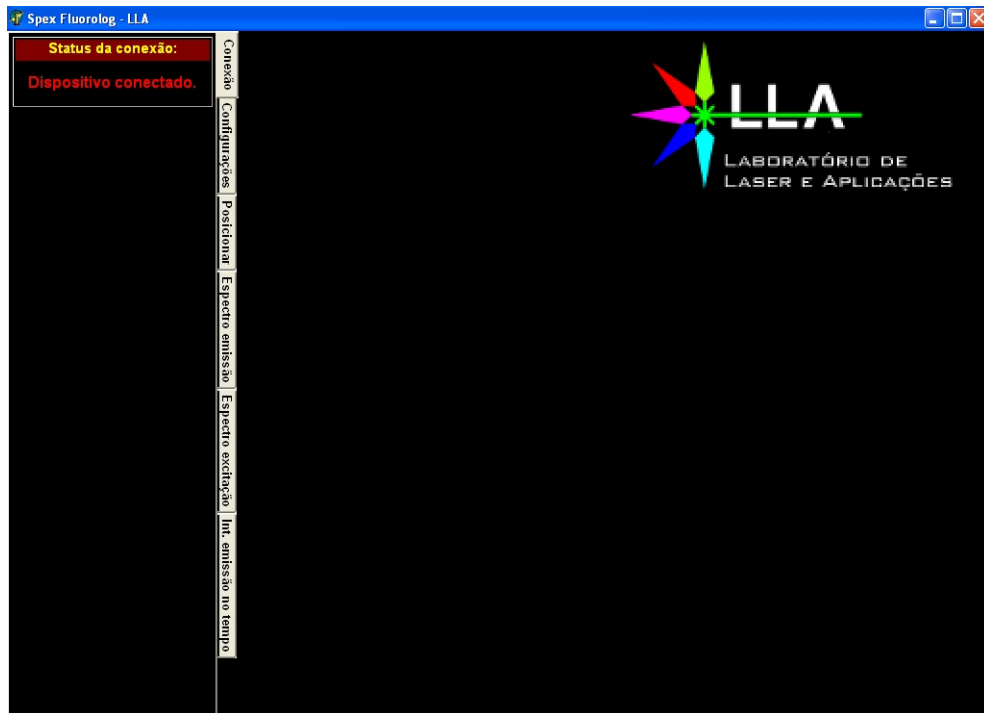 Spex Fluorolog - LLA
Status da conexão:
Dispositivo conectado.
Conexão
Configurações
Posicionar
Espectro emissão
Espectro excitação
Int. emissão no tempo
LLA
LABORATÓRIO DE
LASER E APLICAÇÕES